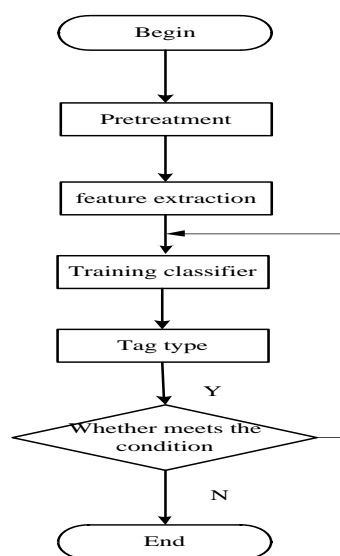 Begin
Pretreatment
feature extraction
Training classifier
Tag type
Y
Whether meets the
condition
N
End